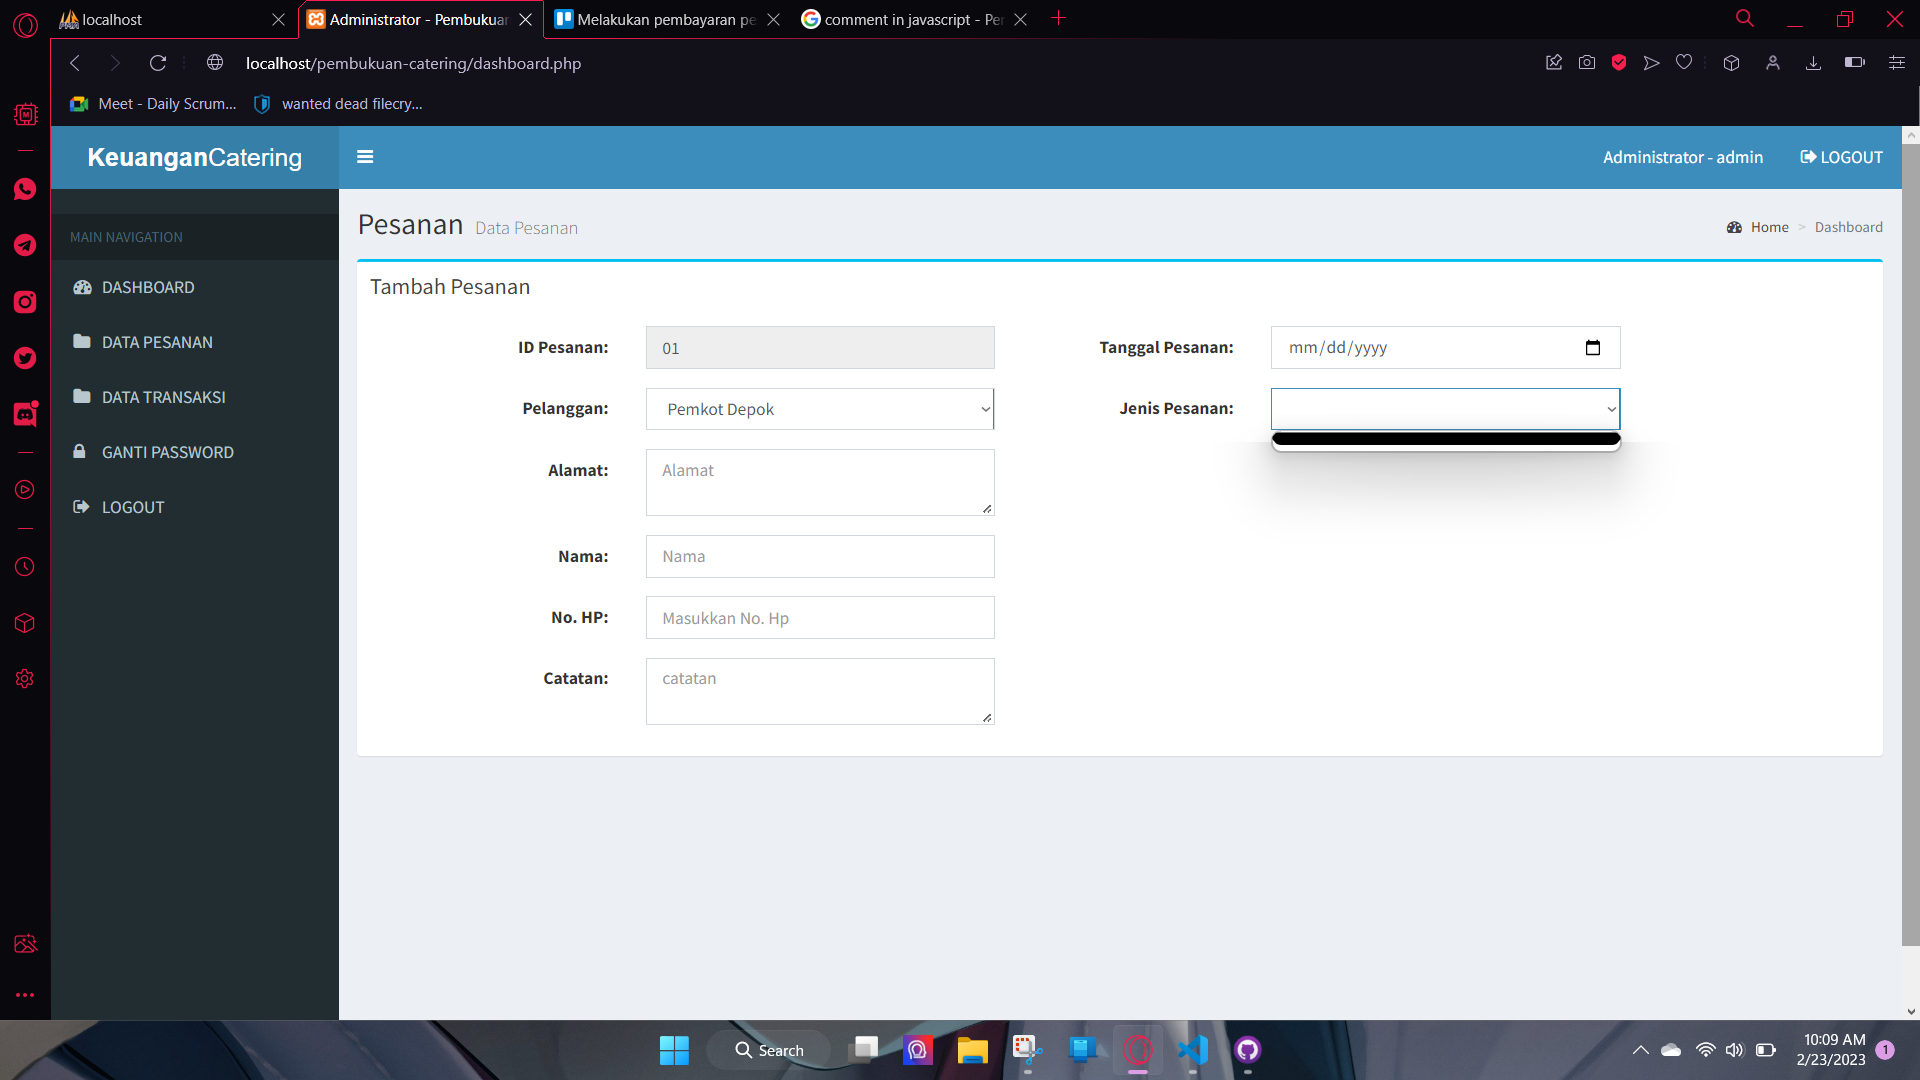 localhost
Administrator - Pembukuan
Melakukan pembayaran pe
comment in javascript - Per
localhost/pembukuan-catering/dashboard.php
Meet - Daily Scrum...
wanted dead filecry...
KeuanganCatering
Administrator - admin
LOGOUT
MAIN NAVIGATION
DASHBOARD
DATA PESANAN
DATA TRANSAKSI
GANTI PASSWORD
LOGOUT
Pesanan Data Pesanan
Home > Dashboard
Tambah Pesanan
ID Pesanan: 01
Tanggal Pesanan: mm/dd/yyyy
Pelanggan: Pemkot Depok
Jenis Pesanan:
Alamat: Alamat
Nama: Nama
No. HP: Masukkan No. Hp
Catatan: catatan
Search
10:09 AM
2/23/2023
1